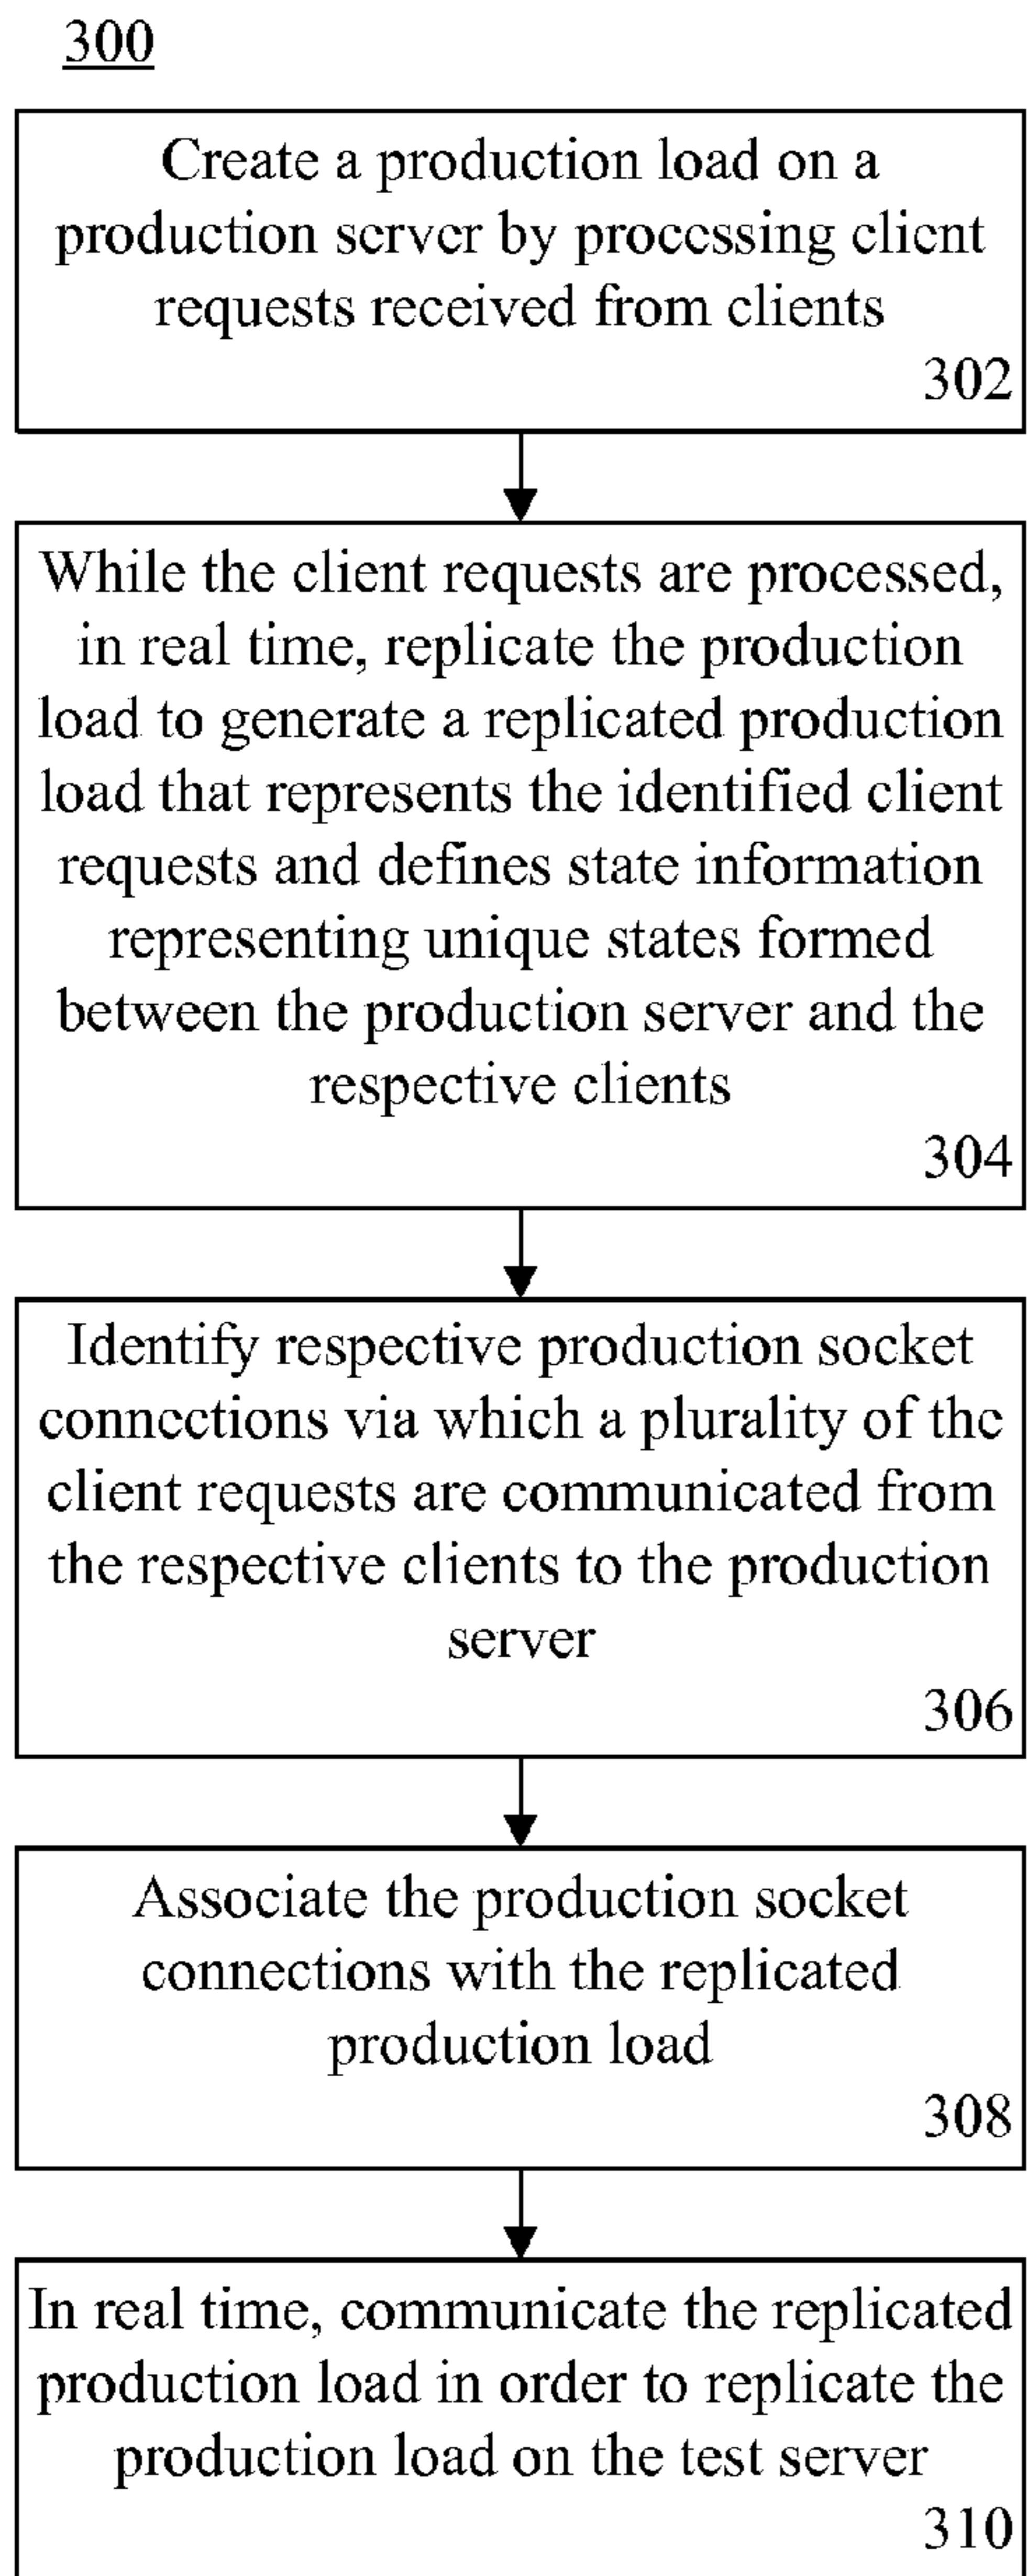 300
Create a production load on a
production server by processing client
requests received from clients
302
While the client requests are processed,
in real time, replicate the production
load to generate a replicated production
load that represents the identified client
requests and defines state information
representing unique states formed
between the production server and the
respective clients
304
Identify respective production socket
connections via which a plurality of the
client requests are communicated from
the respective clients to the production
server
306
Associate the production socket
connections with the replicated
production load
308
In real time, communicate the replicated
production load in order to replicate the
production load on the test server
310